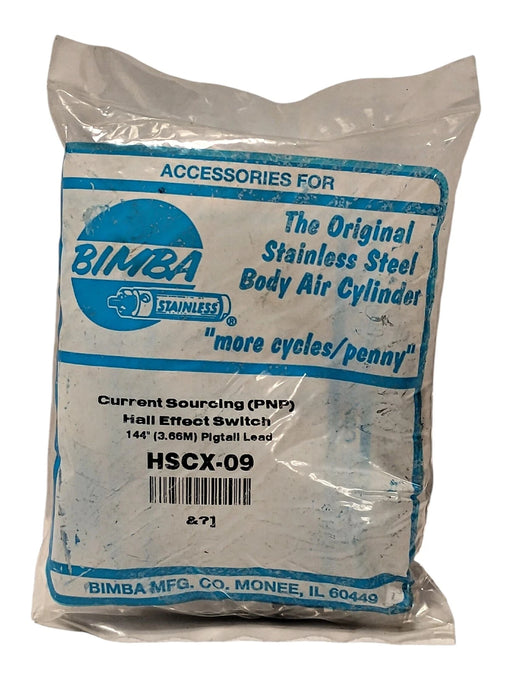 ACCESSORIES FOR
BIMBA
STAINLESS
®
The Original
Stainless Steel
Body Air Cylinder
"more cycles/penny"
Current Sourcing (PNP)
Hall Effect Switch
144" (3.66M) Pigtail Lead
HSCX-09
&?]
BIMBA MFG. CO. MONEE, IL 60449